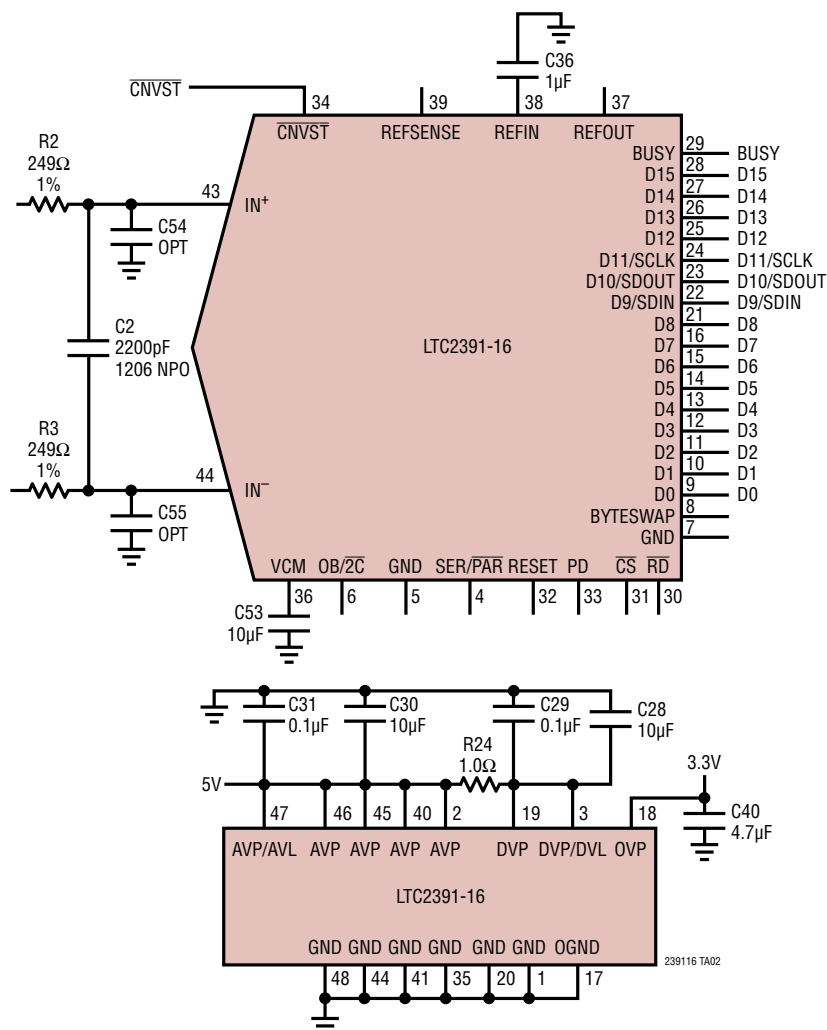 C36
1µF
CNVST
34
39
38
37
CNVST
REFSENSE
REFIN
REFOUT
R2
249Ω
1%
43
IN+
C54
OPT
C2
2200pF
1206 NPO
LTC2391-16
R3
249Ω
1%
44
IN–
C55
OPT
BUSY 29 BUSY
D15 28 D15
D14 27 D14
D13 26 D13
D12 25 D12
D11/SCLK 24 D11/SCLK
D10/SDOUT 23 D10/SDOUT
D9/SDIN 22 D9/SDIN
D8 21 D8
D7 16 D7
D6 15 D6
D5 14 D5
D4 13 D4
D3 12 D3
D2 11 D2
D1 10 D1
D0 9 D0
BYTESWAP 8
GND 7
VCM OB/2C GND SER/PAR RESET PD CS RD
36 6 5 4 32 33 31 30
C53
10µF
C31
0.1µF
C30
10µF
C29
0.1µF
C28
10µF
R24
1.0Ω
5V
3.3V
C40
4.7µF
47 46 45 40 2 19 3 18
AVP/AVL AVP AVP AVP AVP DVP DVP/DVL OVP
LTC2391-16
GND GND GND GND GND GND OGND
48 44 41 35 20 1 17
239116 TA02